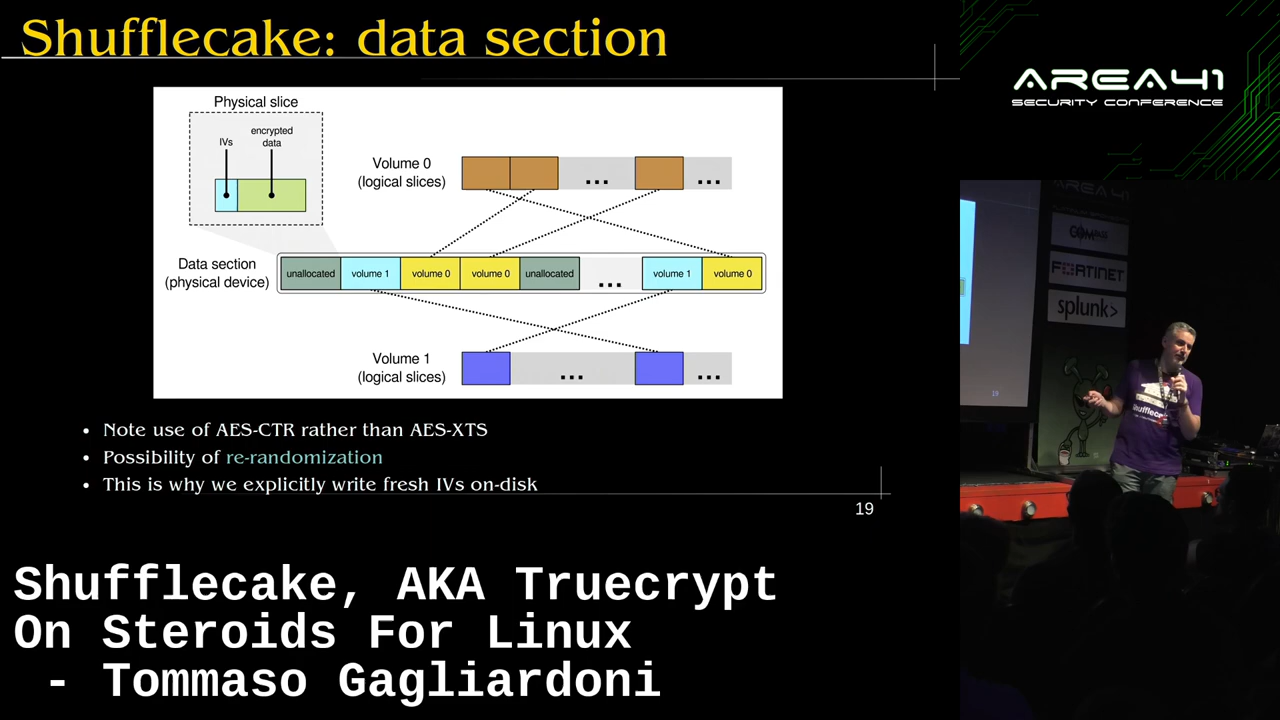 Shufflecake: data section
Physical slice
IVs
encrypted
data
Volume 0
(logical slices)
...
...
Data section
(physical device)
unallocated
volume 1
volume 0
volume 0
unallocated
...
volume 1
volume 0
Volume 1
(logical slices)
...
...
• Note use of AES-CTR rather than AES-XTS
• Possibility of re-randomization
• This is why we explicitly write fresh IVs on-disk
19
AREA41
SECURITY CONFERENCE
AREA41
FORTINET
splunk>
19
Shufflecake, AKA Truecrypt
On Steroids For Linux
- Tommaso Gagliardoni